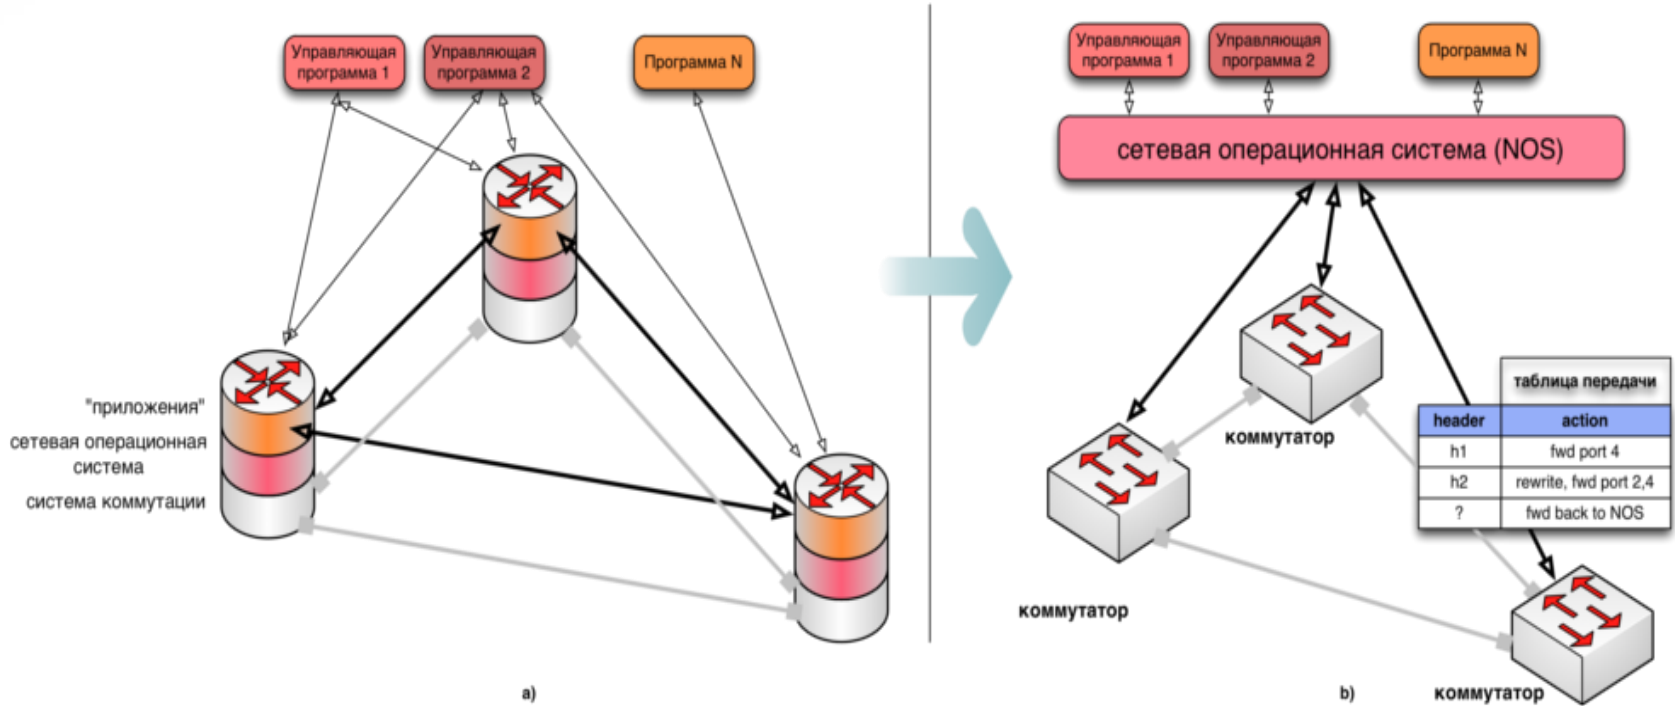 Управляющая
программа 1
Управляющая
программа 2
Программа N
"приложения"
сетевая операционная
система
система коммутации
a)
Управляющая
программа 1
Управляющая
программа 2
Программа N
сетевая операционная система (NOS)
коммутатор
таблица передачи
header action
h1 fwd port 4
h2 rewrite, fwd port 2,4
? fwd back to NOS
коммутатор
коммутатор
b)